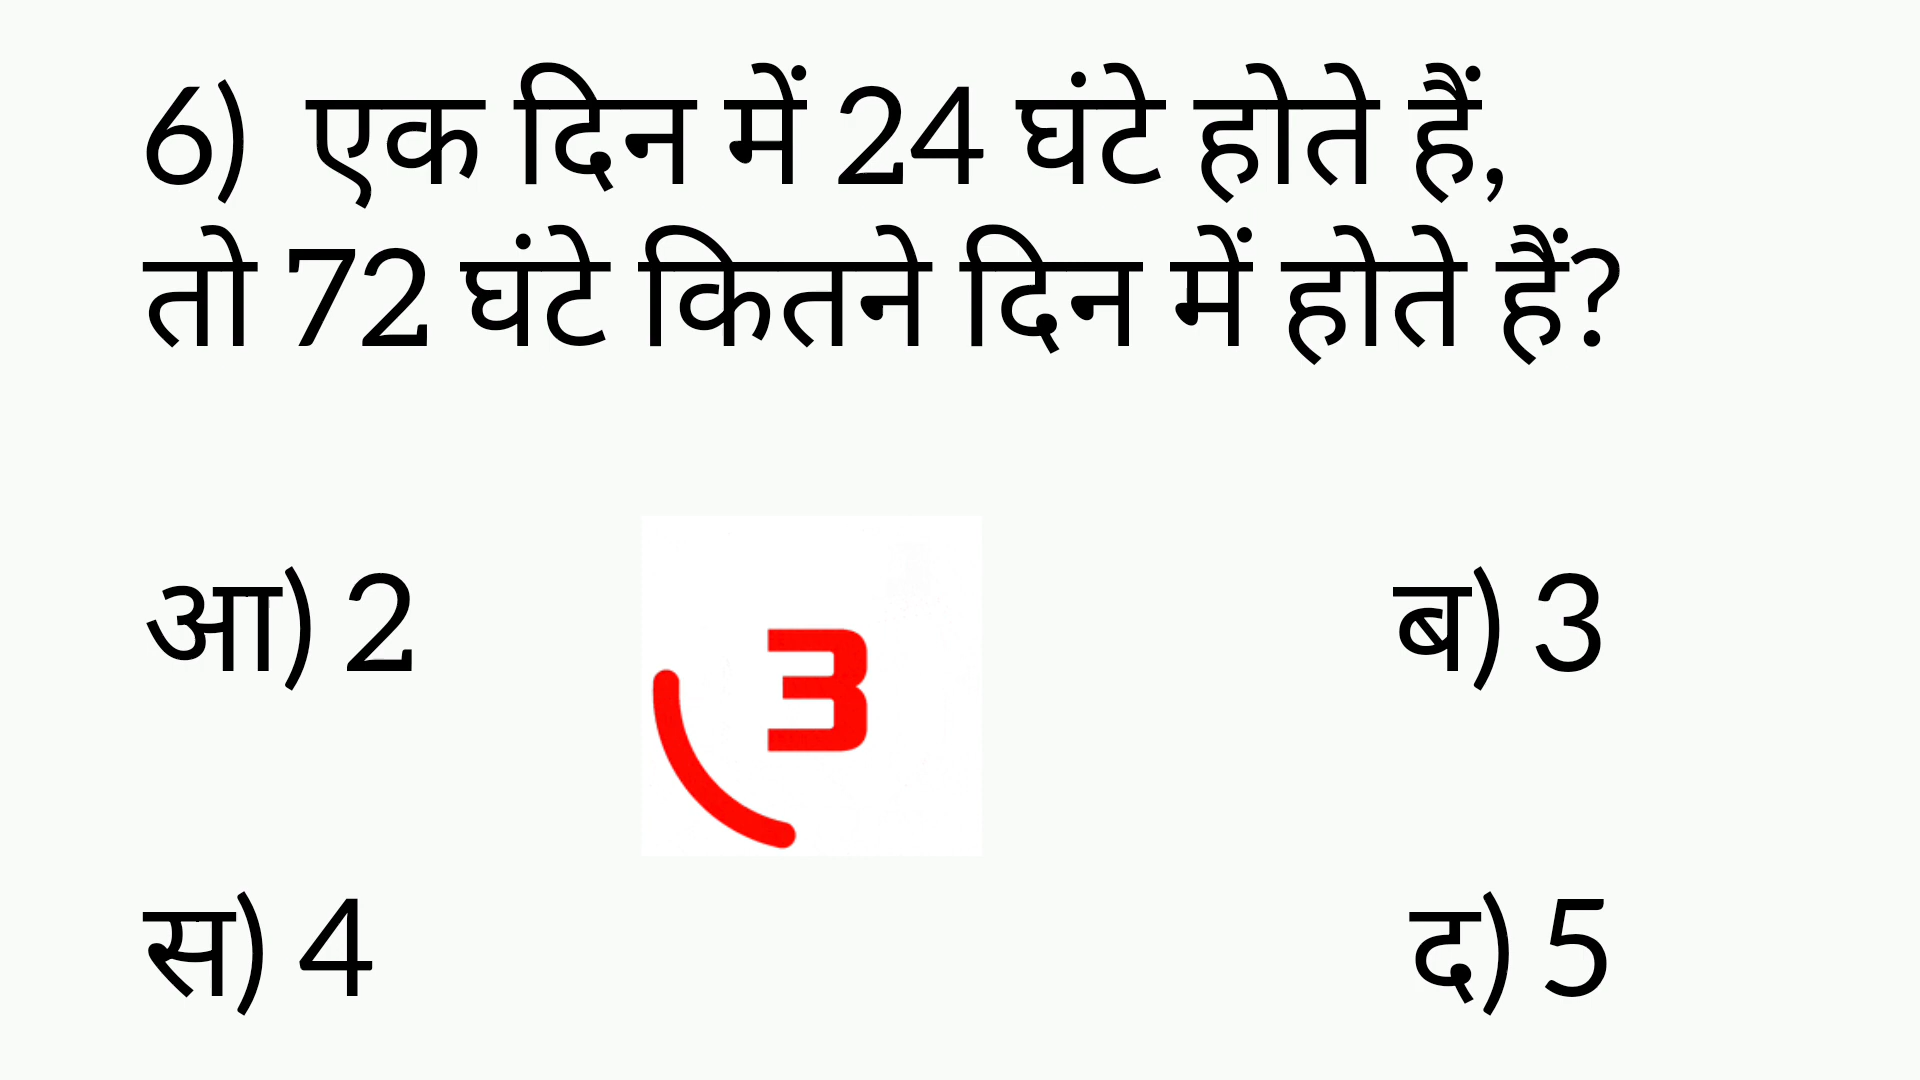 6) एक दिन में 24 घंटे होते हैं,
तो 72 घंटे कितने दिन में होते हैं?
आ) 2
ब) 3
3
स) 4
द) 5